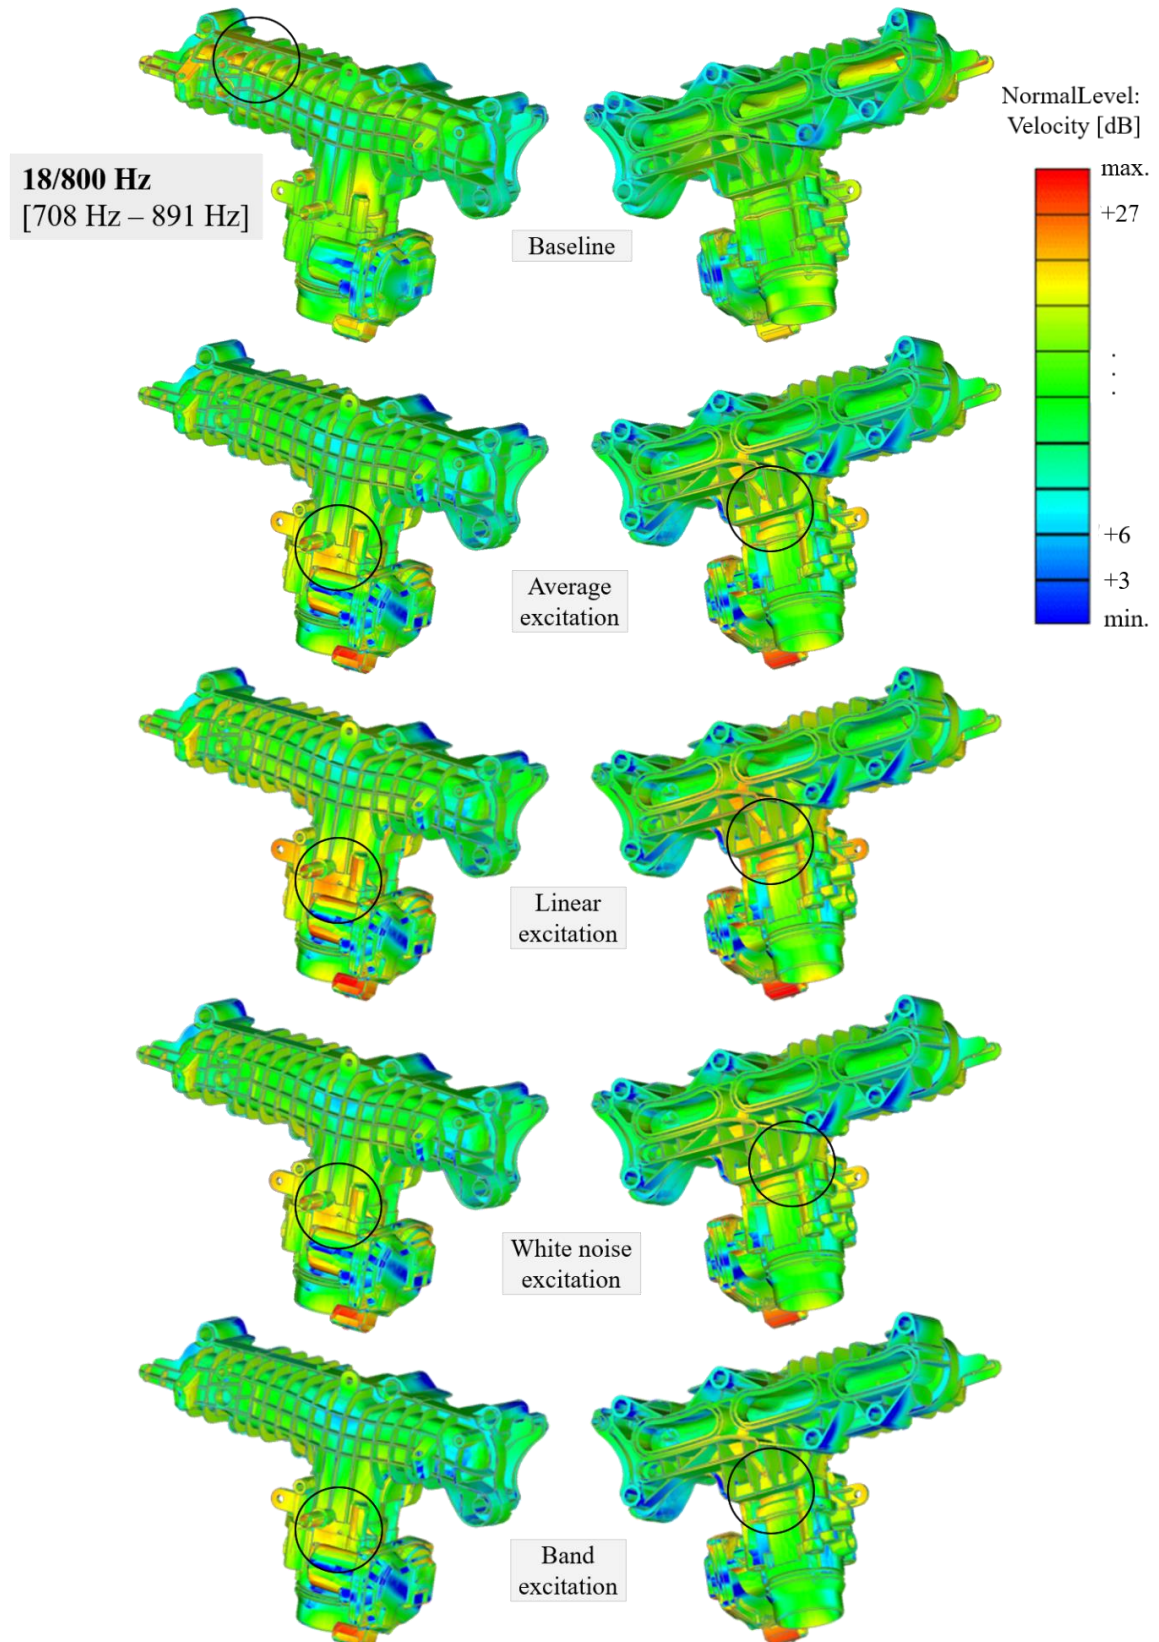 NormalLevel:
Velocity [dB]
max.
+27
18/800 Hz
[708 Hz – 891 Hz]
Baseline
+6
+3
min.
Average
excitation
Linear
excitation
White noise
excitation
Band
excitation